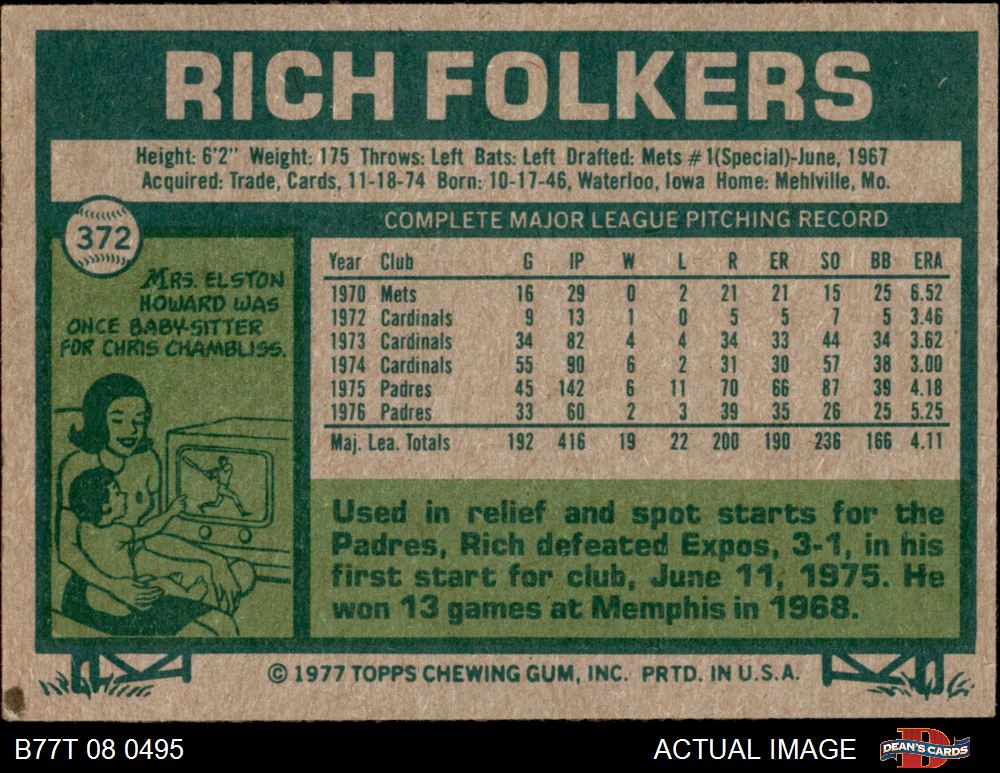 RICH FOLKERS
Height: 6'2" Weight: 175 Throws: Left Bats: Left Drafted: Mets #1(Special)-June, 1967
Acquired: Trade, Cards, 11-18-74 Born: 10-17-46, Waterloo, Iowa Home: Mehlville, Mo.
372
MRS. ELSTON
HOWARD WAS
ONCE BABY-SITTER
FOR CHRIS CHAMBLISS.
COMPLETE MAJOR LEAGUE PITCHING RECORD
Year Club G IP W L R ER SO BB ERA
1970 Mets 16 29 0 2 21 21 15 25 6.52
1972 Cardinals 9 13 1 0 5 5 7 5 3.46
1973 Cardinals 34 82 4 4 34 33 44 34 3.62
1974 Cardinals 55 90 6 2 31 30 57 38 3.00
1975 Padres 45 142 6 11 70 66 87 39 4.18
1976 Padres 33 60 2 3 39 35 26 25 5.25
Maj. Lea. Totals 192 416 19 22 200 190 236 166 4.11
Used in relief and spot starts for the
Padres, Rich defeated Expos, 3-1, in his
first start for club, June 11, 1975. He
won 13 games at Memphis in 1968.
© 1977 TOPPS CHEWING GUM, INC. PRTD. IN U.S.A.
B77T 08 0495
ACTUAL IMAGE
DEAN'S CARDS